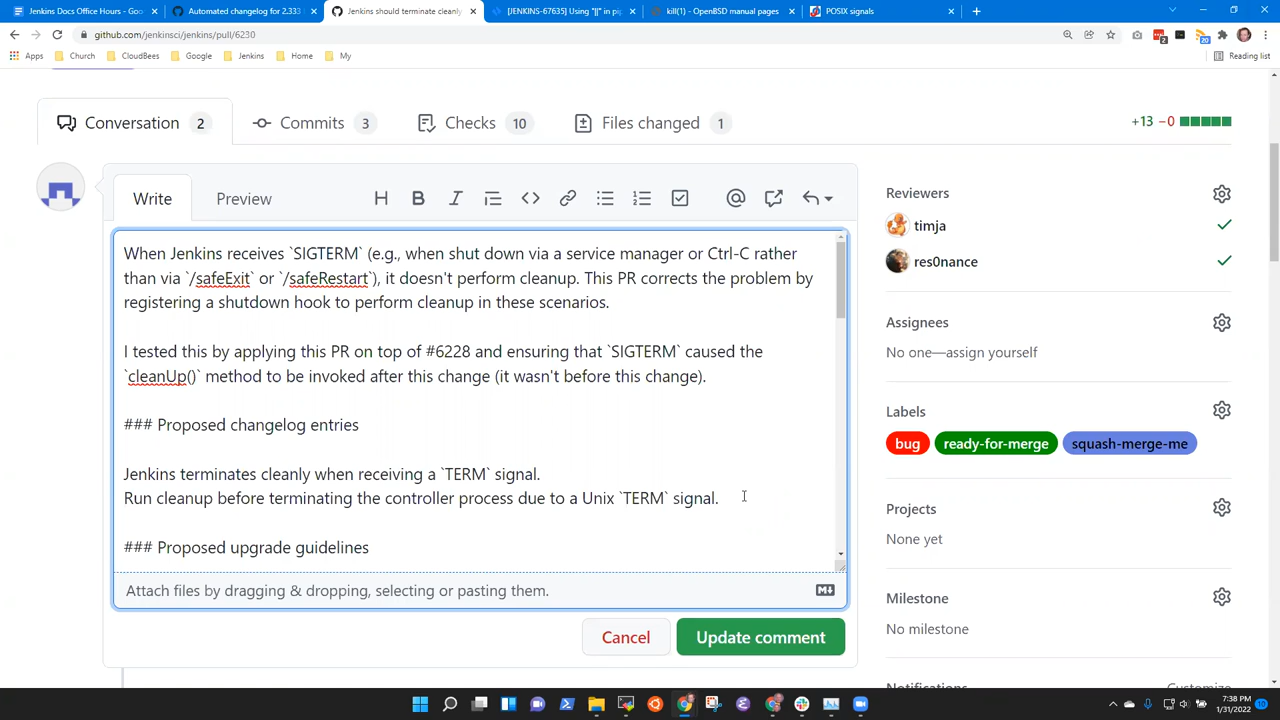 Jenkins Docs Office Hours - Goo
Automated changelog for 2.333
Jenkins should terminate cleanly
[JENKINS-67635] Using "||" in pip
kill(1) - OpenBSD manual pages
POSIX signals
github.com/jenkinsci/jenkins/pull/6230
Apps
Church
CloudBees
Google
Jenkins
Home
My
Reading list
Conversation 2
Commits 3
Checks 10
Files changed 1
+13 −0
Write
Preview
When Jenkins receives `SIGTERM` (e.g., when shut down via a service manager or Ctrl-C rather
than via `/safeExit` or `/safeRestart`), it doesn't perform cleanup. This PR corrects the problem by
registering a shutdown hook to perform cleanup in these scenarios.
I tested this by applying this PR on top of #6228 and ensuring that `SIGTERM` caused the
`cleanUp()` method to be invoked after this change (it wasn't before this change).
### Proposed changelog entries
Jenkins terminates cleanly when receiving a `TERM` signal.
Run cleanup before terminating the controller process due to a Unix `TERM` signal.
### Proposed upgrade guidelines
Attach files by dragging & dropping, selecting or pasting them.
Cancel
Update comment
Reviewers
timja
res0nance
Assignees
No one—assign yourself
Labels
bug
ready-for-merge
squash-merge-me
Projects
None yet
Milestone
No milestone
Notifications
Customize
7:38 PM
1/31/2022